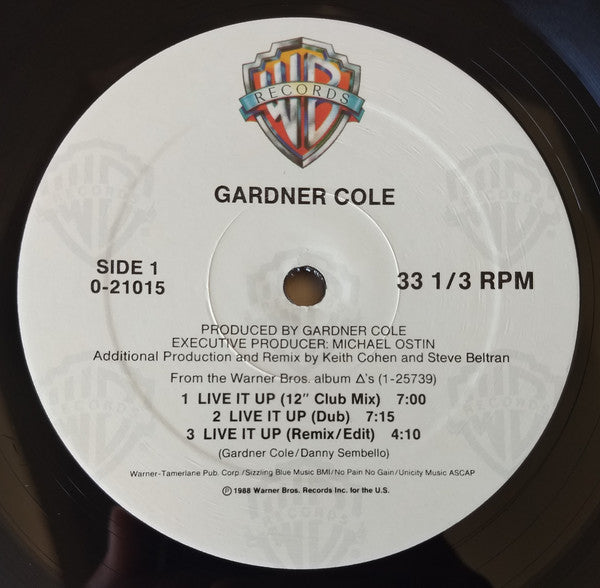 WB
RECORDS
GARDNER COLE
SIDE 1
0-21015
33 1/3 RPM
PRODUCED BY GARDNER COLE
EXECUTIVE PRODUCER: MICHAEL OSTIN
Additional Production and Remix by Keith Cohen and Steve Beltran
From the Warner Bros. album Δ's (1-25739)
1 LIVE IT UP (12" Club Mix) 7:00
2 LIVE IT UP (Dub) 7:15
3 LIVE IT UP (Remix/Edit) 4:10
(Gardner Cole/Danny Sembello)
Warner-Tamerlane Pub. Corp./Sizzling Blue Music BMI/No Pain No Gain/Unicity Music ASCAP
℗ 1988 Warner Bros. Records Inc. for the U.S.